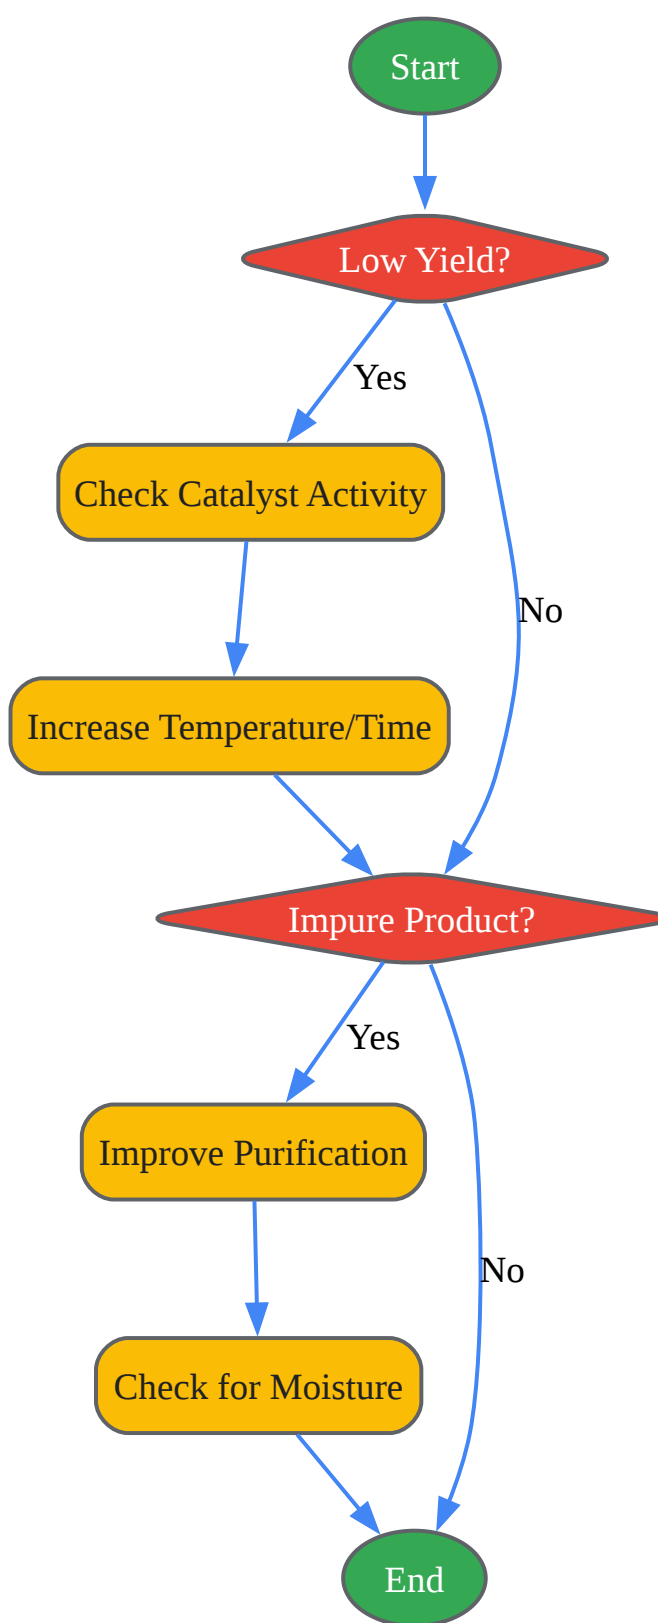 Start
Low Yield?
Yes
Check Catalyst Activity
No
Increase Temperature/Time
Impure Product?
Yes
Improve Purification
No
Check for Moisture
End